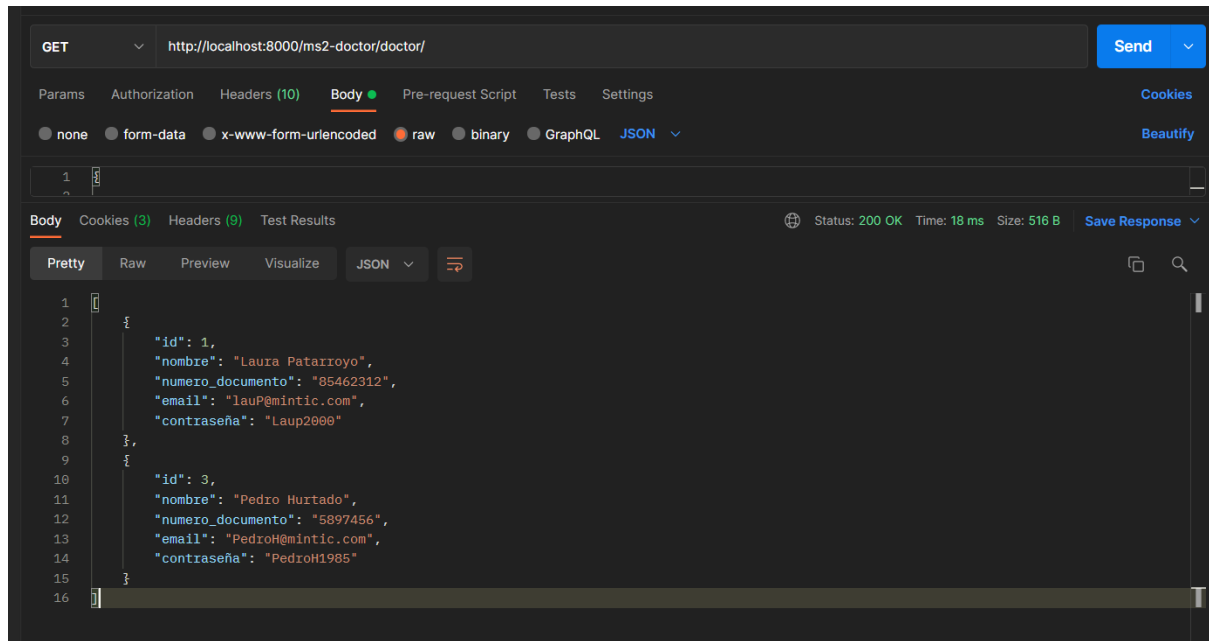 GET http://localhost:8000/ms2-doctor/doctor/ Send
Params Authorization Headers (10) Body Pre-request Script Tests Settings Cookies
none form-data x-www-form-urlencoded raw binary GraphQL JSON Beautify
1 {
Body Cookies (3) Headers (9) Test Results Status: 200 OK Time: 18 ms Size: 516 B Save Response
Pretty Raw Preview Visualize JSON
1 [
2 {
3 "id": 1,
4 "nombre": "Laura Patarroyo",
5 "numero_documento": "85462312",
6 "email": "lauP@mintic.com",
7 "contraseña": "Laup2000"
8 },
9 {
10 "id": 3,
11 "nombre": "Pedro Hurtado",
12 "numero_documento": "5897456",
13 "email": "PedroH@mintic.com",
14 "contraseña": "PedroH1985"
15 }
16 ]